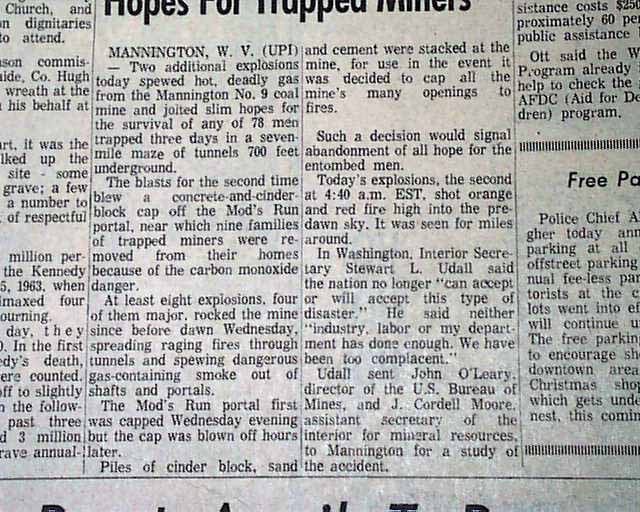 Church, and
n dignitaries
to attend.
ason commis-
aide, Co. Hugh
wreath at the
his behalf at
rt, it was the
lked up the
site - some
grave; a few
a number to
of respectful
million per-
the Kennedy
5, 1963, when
imaxed four
ourning.
day, they
0. In the first
edy's death,
ere counted.
off to slightly
n the follow-
past three
d 3 million
rave annual-
Hopes For Trapped Miners
MANNINGTON, W. V. (UPI)
— Two additional explosions
today spewed hot, deadly gas
from the Mannington No. 9 coal
mine and jolted slim hopes for
the survival of any of 78 men
trapped three days in a seven-
mile maze of tunnels 700 feet
underground.
The blasts for the second time
blew a concrete-and-cinder-
block cap off the Mod's Run
portal, near which nine families
of trapped miners were re-
moved from their homes
because of the carbon monoxide
danger.
At least eight explosions, four
of them major, rocked the mine
since before dawn Wednesday,
spreading raging fires through
tunnels and spewing dangerous
gas-containing smoke out of
shafts and portals.
The Mod's Run portal first
was capped Wednesday evening
but the cap was blown off hours
later.
Piles of cinder block, sand
and cement were stacked at the
mine, for use in the event it
was decided to cap all the
mine's many openings to
fires.
Such a decision would signal
abandonment of all hope for the
entombed men.
Today's explosions, the second
at 4:40 a.m. EST, shot orange
and red fire high into the pre-
dawn sky. It was seen for miles
around.
In Washington, Interior Secre-
tary Stewart L. Udall said
the nation no longer "can accept
or will accept this type of
disaster." He said neither
"industry, labor or my depart-
ment has done enough. We have
been too complacent."
Udall sent John O'Leary,
director of the U.S. Bureau of
Mines, and J. Cordell Moore,
assistant secretary of the
interior for mineral resources,
to Mannington for a study of
the accident.
sistance costs $250
proximately 60 per
public assistance
Ott said the W
Program already i
help to check the
AFDC (Aid for De
dren) program.
Free Pa
Police Chief A
gher today ann
parking at all
offstreet parking
nual fee-less par
torists at the c
lots went into ef
will continue
The free parking
to encourage sh
downtown area
Christmas sho
which gets unde
nest, this comin